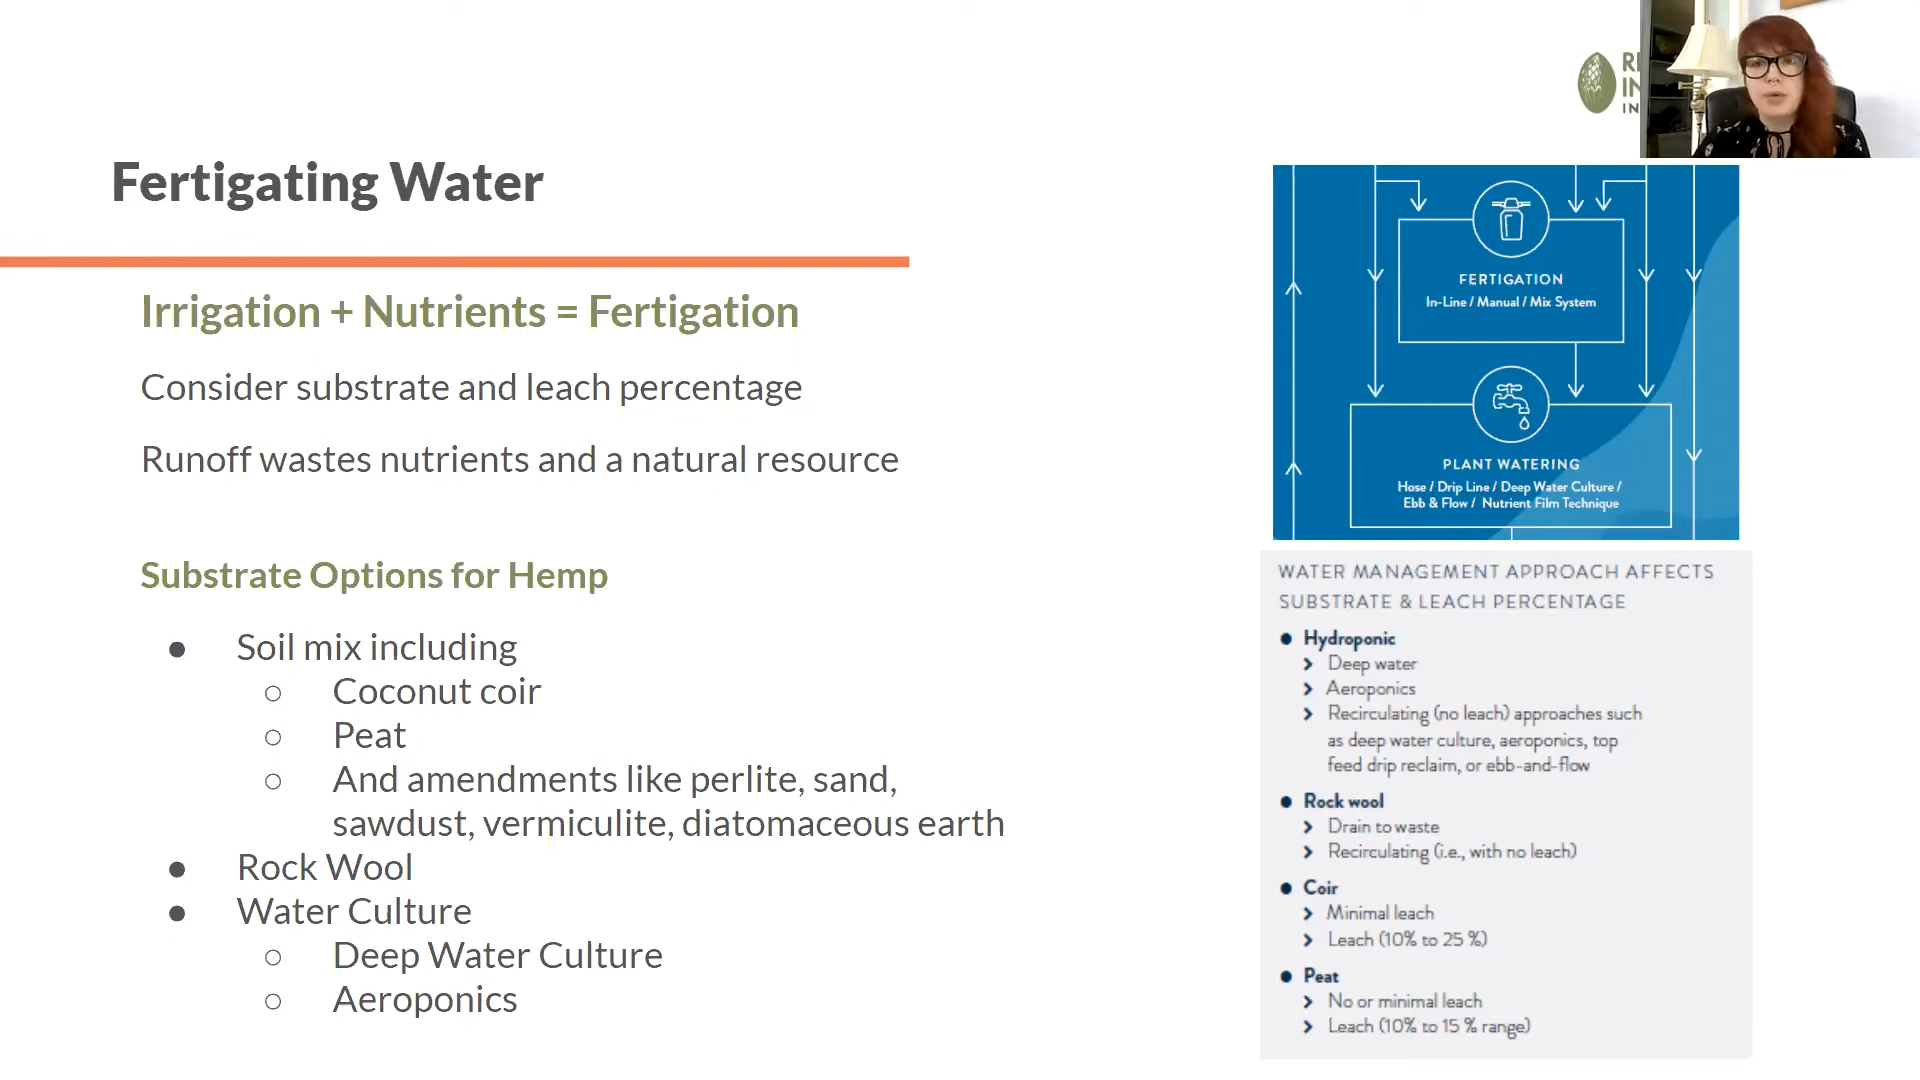 Fertigating Water
Irrigation + Nutrients = Fertigation
Consider substrate and leach percentage
Runoff wastes nutrients and a natural resource
Substrate Options for Hemp
● Soil mix including
○ Coconut coir
○ Peat
○ And amendments like perlite, sand,
sawdust, vermiculite, diatomaceous earth
● Rock Wool
● Water Culture
○ Deep Water Culture
○ Aeroponics
FERTIGATION
In-Line / Manual / Mix System
PLANT WATERING
Hose / Drip Line / Deep Water Culture /
Ebb & Flow / Nutrient Film Technique
WATER MANAGEMENT APPROACH AFFECTS
SUBSTRATE & LEACH PERCENTAGE
● Hydroponic
> Deep water
> Aeroponics
> Recirculating (no leach) approaches such
as deep water culture, aeroponics, top
feed drip reclaim, or ebb-and-flow
● Rock wool
> Drain to waste
> Recirculating (i.e., with no leach)
● Coir
> Minimal leach
> Leach (10% to 25 %)
● Peat
> No or minimal leach
> Leach (10% to 15 % range)